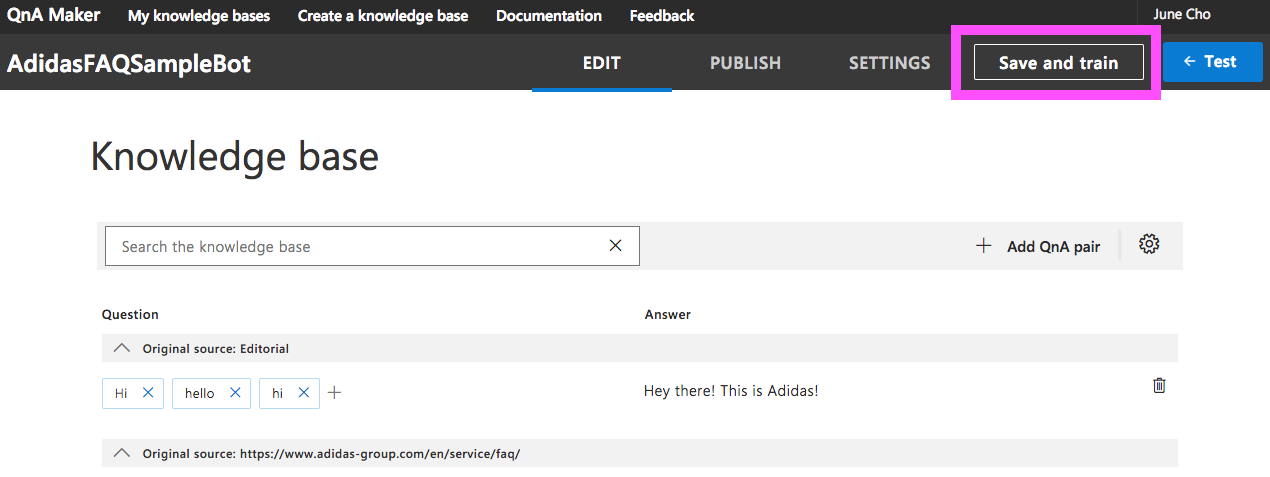 QnA Maker My knowledge bases Create a knowledge base Documentation Feedback June Cho
AdidasFAQSampleBot EDIT PUBLISH SETTINGS Save and train Test
Knowledge base
Search the knowledge base Add QnA pair
Question Answer
Original source: Editorial
Hi hello hi Hey there! This is Adidas!
Original source: https://www.adidas-group.com/en/service/faq/